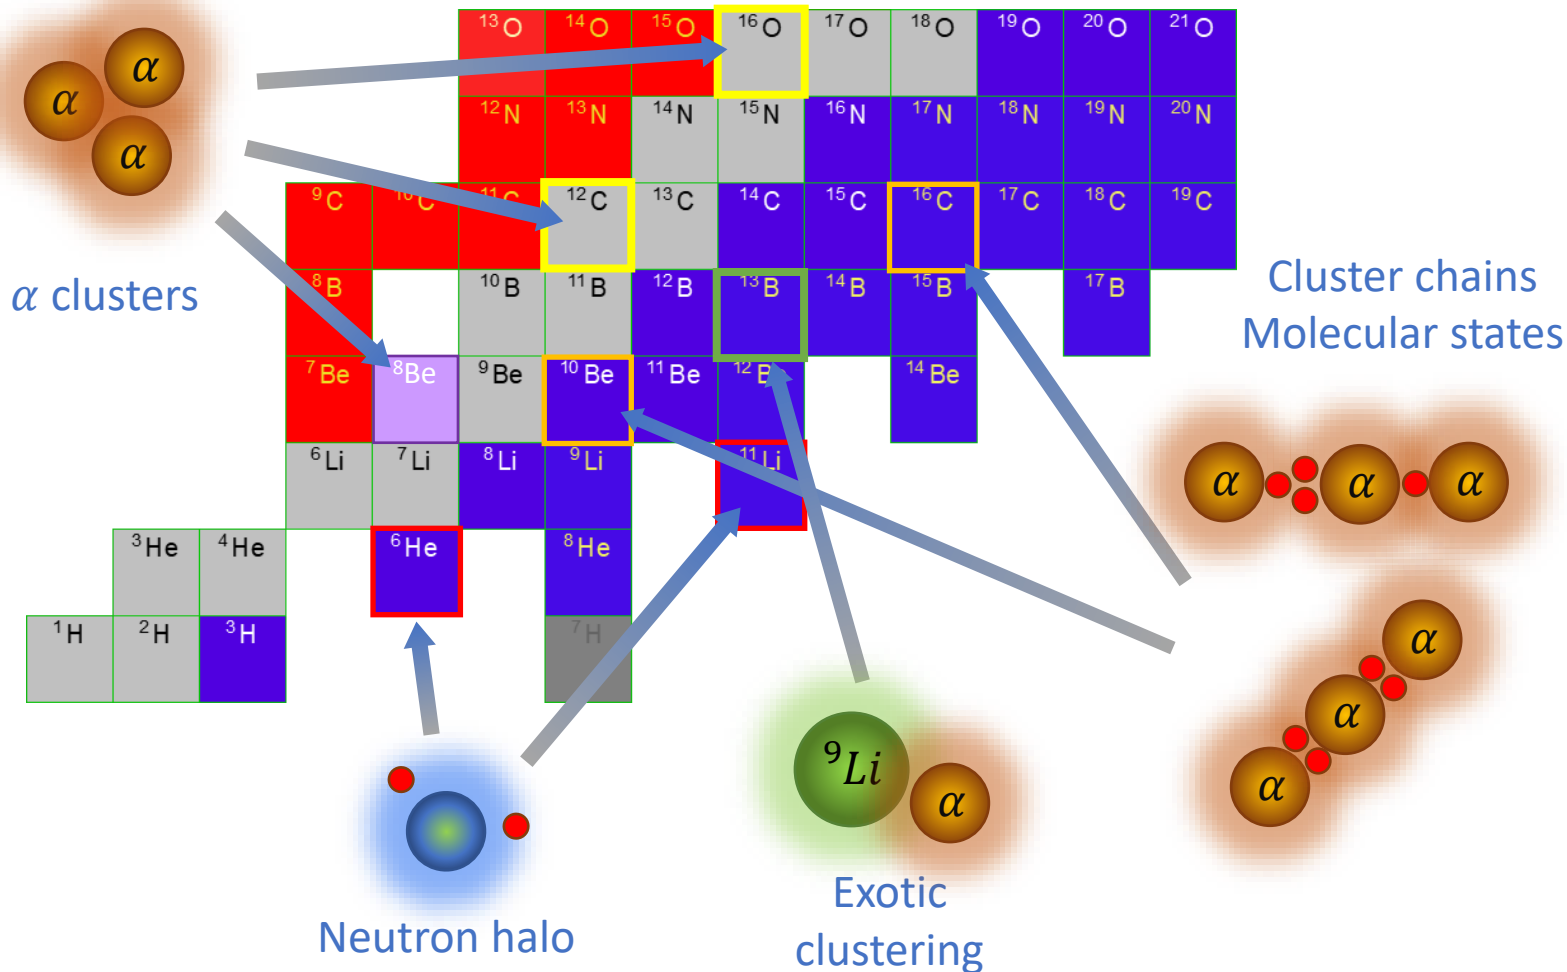 ¹³O ¹⁴O ¹⁵O ¹⁶O ¹⁷O ¹⁸O ¹⁹O ²⁰O ²¹O
¹²N ¹³N ¹⁴N ¹⁵N ¹⁶N ¹⁷N ¹⁸N ¹⁹N ²⁰N
⁹C ¹⁰C ¹¹C ¹²C ¹³C ¹⁴C ¹⁵C ¹⁶C ¹⁷C ¹⁸C ¹⁹C
⁸B ¹⁰B ¹¹B ¹²B ¹³B ¹⁴B ¹⁵B ¹⁷B
⁷Be ⁸Be ⁹Be ¹⁰Be ¹¹Be ¹²Be ¹⁴Be
⁶Li ⁷Li ⁸Li ⁹Li ¹¹Li
³He ⁴He ⁶He ⁸He
¹H ²H ³H ⁷H
α
α
α
α clusters
Cluster chains
Molecular states
α α α
α
α
α
⁹Li
α
Neutron halo
Exotic
clustering